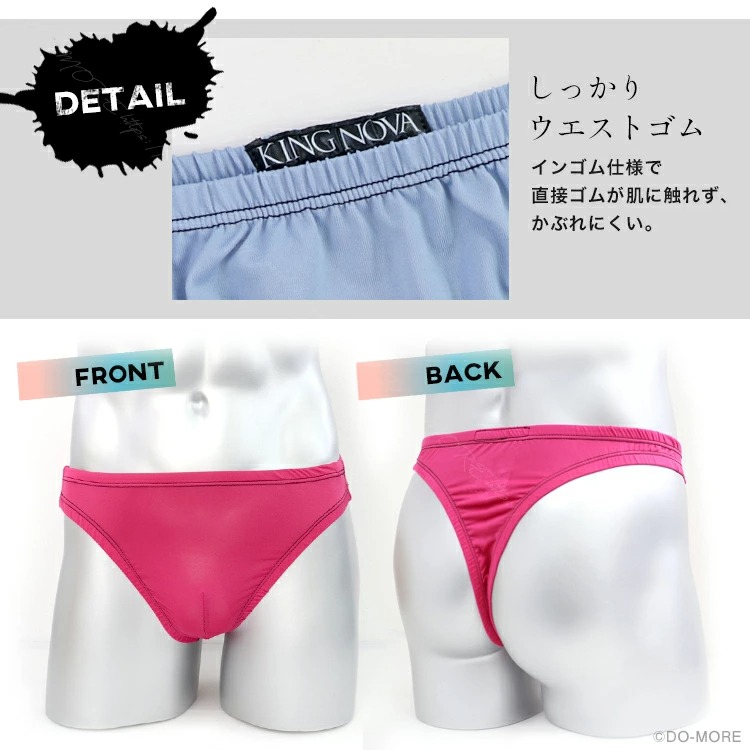 DETAIL
KING NOVA
しっかり
ウエストゴム
インゴム仕様で
直接ゴムが肌に触れず、
かぶれにくい。
FRONT
BACK
©DO-MORE